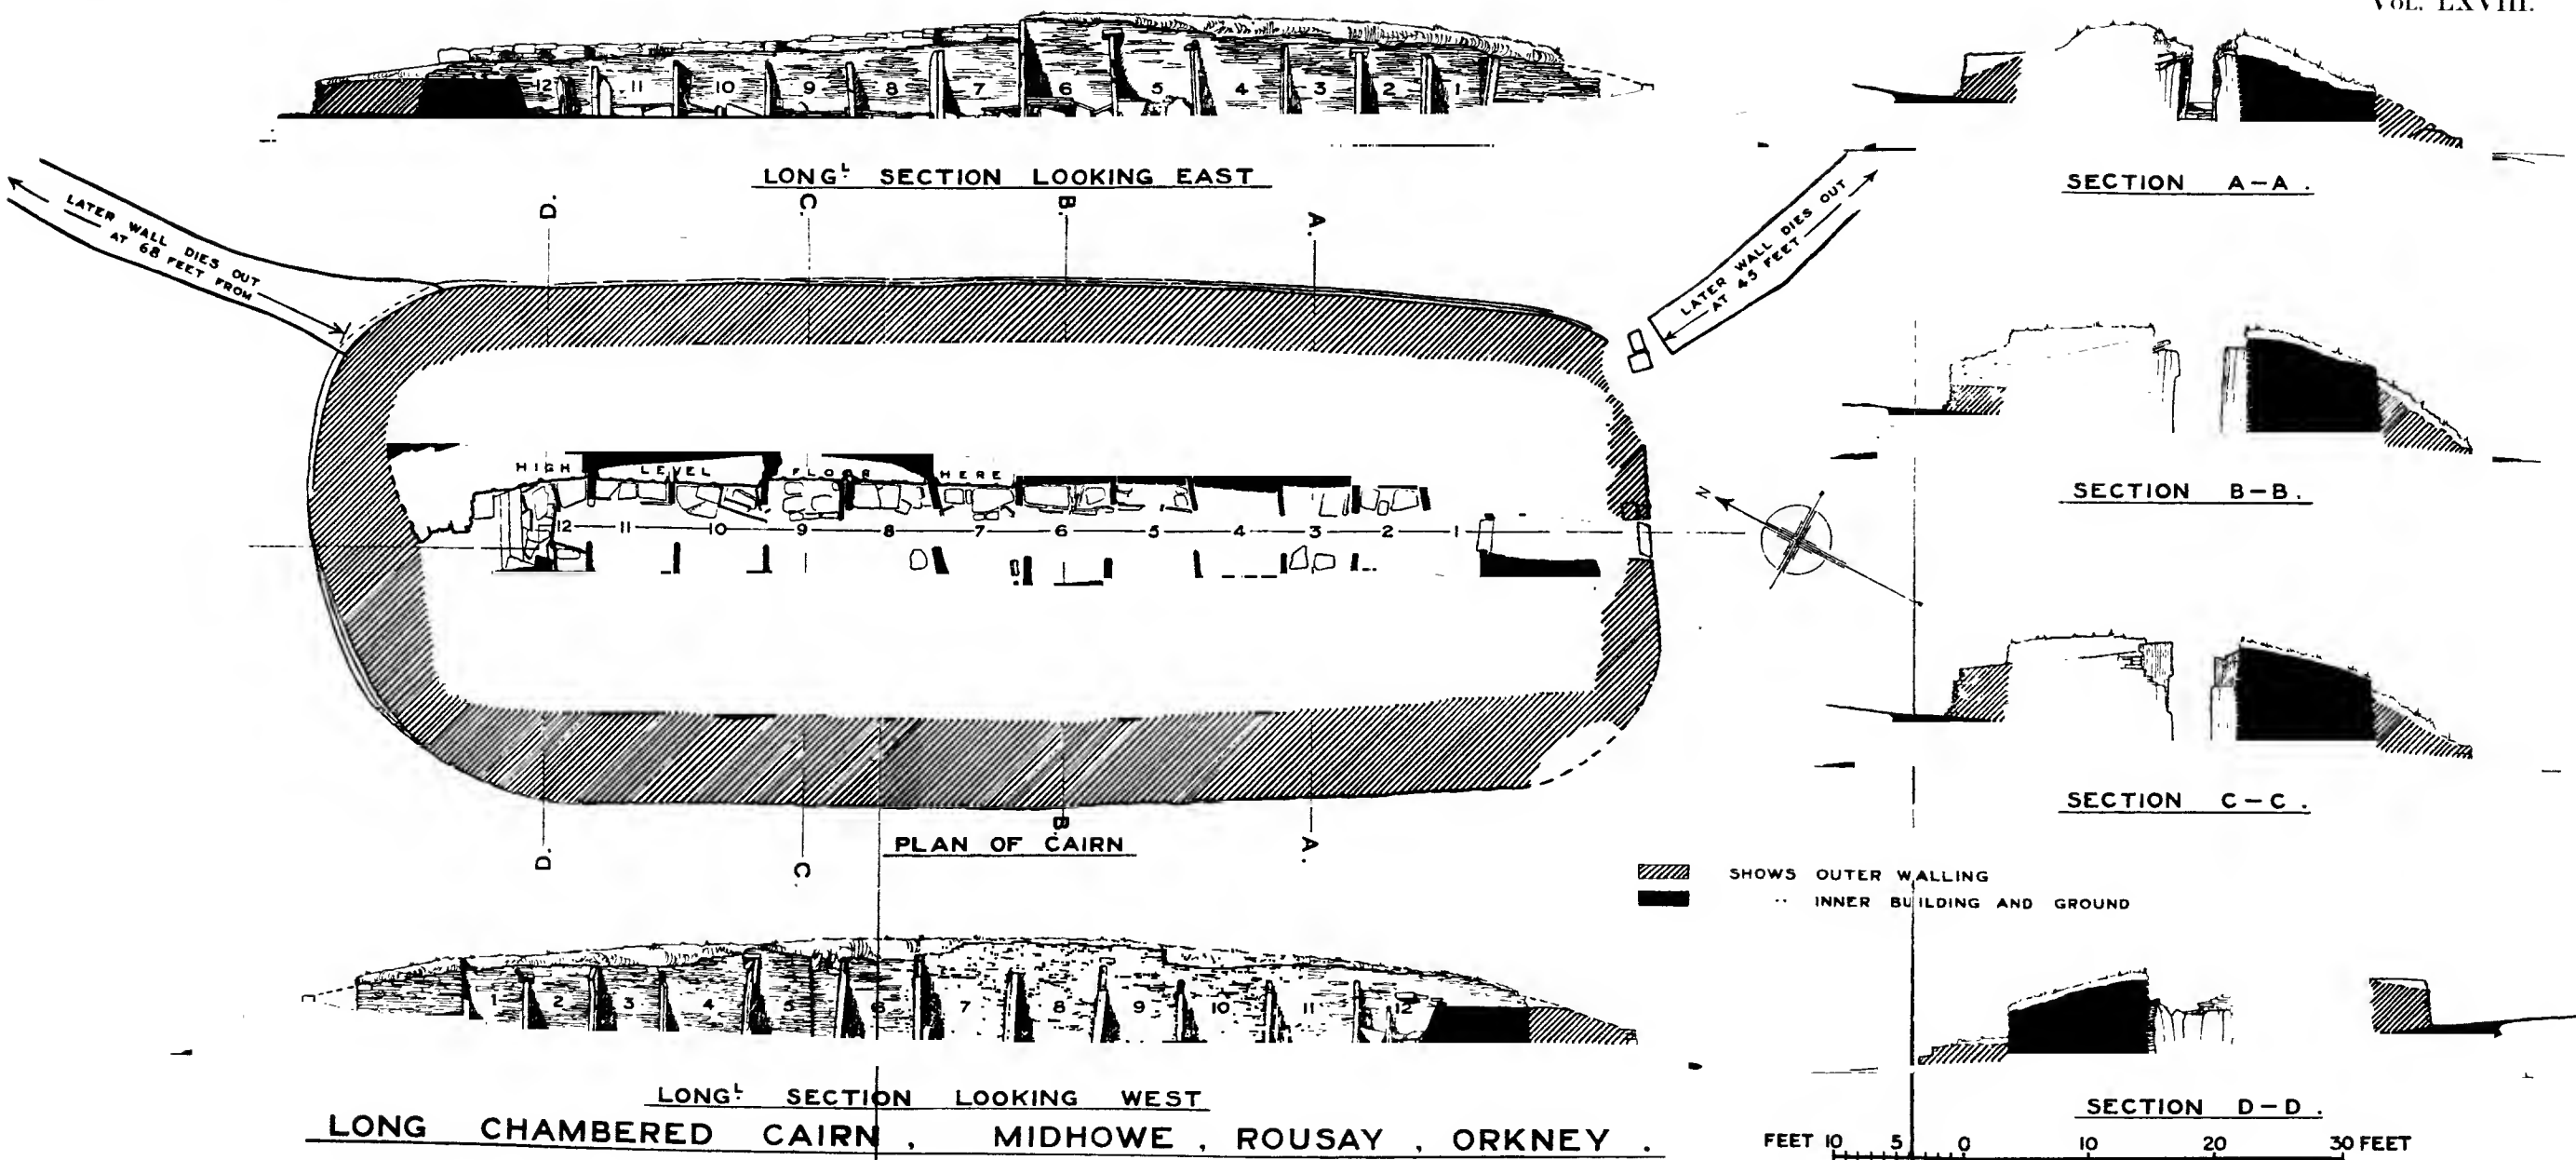 VOL. LXVIII.
12 11 10 9 8 7 6 5 4 3 2 1
LONG.L SECTION LOOKING EAST
SECTION A-A.
LATER WALL DIES OUT
AT 68 FEET FROM
D. C. B. A.
LATER WALL DIES OUT
AT 45 FEET
HIGH LEVEL FLOOR HERE
12 11 10 9 8 7 6 5 4 3 2 1
N
SECTION B-B.
SECTION C-C.
D. C. B. A.
PLAN OF CAIRN
SHOWS OUTER WALLING
" INNER BUILDING AND GROUND
1 2 3 4 5 6 7 8 9 10 11 12
LONG.L SECTION LOOKING WEST
SECTION D-D.
LONG CHAMBERED CAIRN, MIDHOWE, ROUSAY, ORKNEY.
FEET 10 5 0 10 20 30 FEET